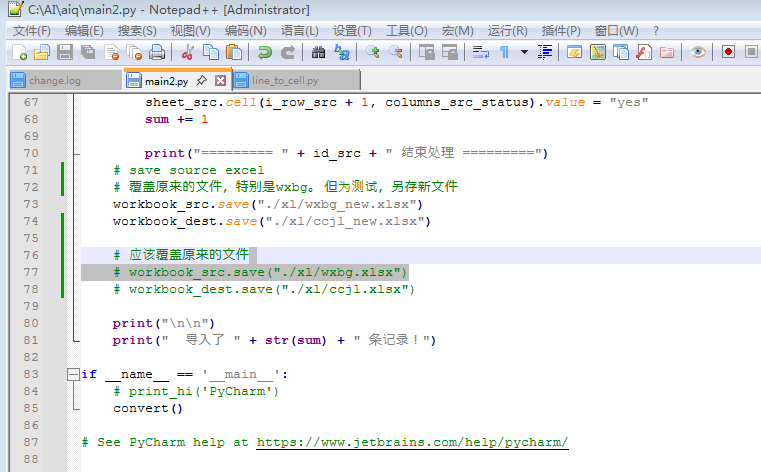 C:\AI\aiq\main2.py - Notepad++ [Administrator]
文件(F) 编辑(E) 搜索(S) 视图(V) 编码(N) 语言(L) 设置(T) 工具(O) 宏(M) 运行(R) 插件(P) 窗口(W) ?
change.log main2.py line_to_cell.py
67 sheet_src.cell(i_row_src + 1, columns_src_status).value = "yes"
68 sum += 1
69
70 print("========= " + id_src + " 结束处理 =========")
71 # save source excel
72 # 覆盖原来的文件，特别是wxbg。 但为测试，另存新文件
73 workbook_src.save("./xl/wxbg_new.xlsx")
74 workbook_dest.save("./xl/ccjl_new.xlsx")
75
76 # 应该覆盖原来的文件
77 # workbook_src.save("./xl/wxbg.xlsx")
78 # workbook_dest.save("./xl/ccjl.xlsx")
79
80 print("\n\n")
81 print("  导入了 " + str(sum) + " 条记录！")
82
83 if __name__ == '__main__':
84 # print_hi('PyCharm')
85 convert()
86
87 # See PyCharm help at https://www.jetbrains.com/help/pycharm/
88